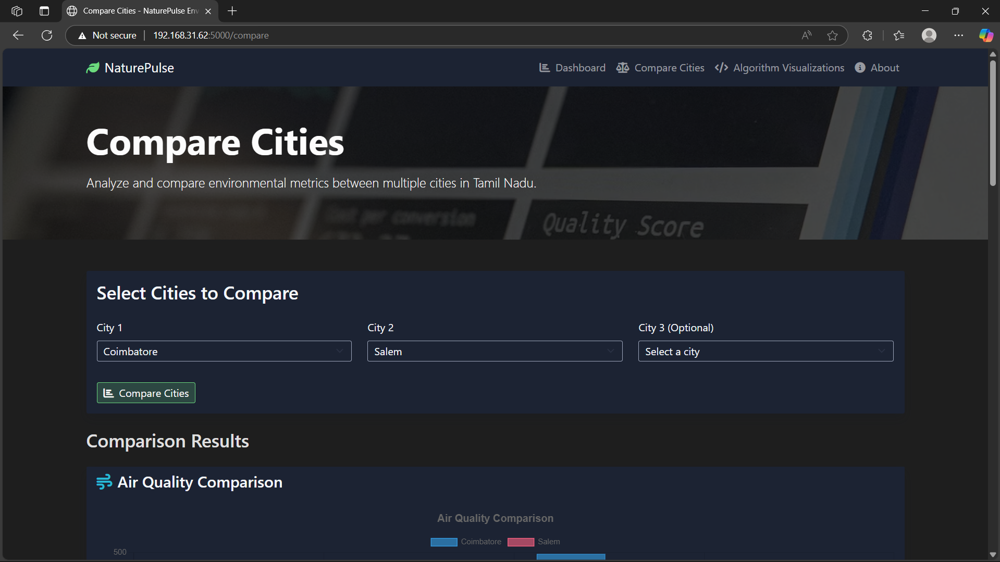 Compare Cities - NaturePulse Env
Not secure
192.168.31.62:5000/compare
NaturePulse
Dashboard
Compare Cities
Algorithm Visualizations
About
Compare Cities
Analyze and compare environmental metrics between multiple cities in Tamil Nadu.
Cost per conversion
Quality Score
Select Cities to Compare
City 1
City 2
City 3 (Optional)
Coimbatore
Salem
Select a city
Compare Cities
Comparison Results
Air Quality Comparison
Air Quality Comparison
Coimbatore
Salem
500